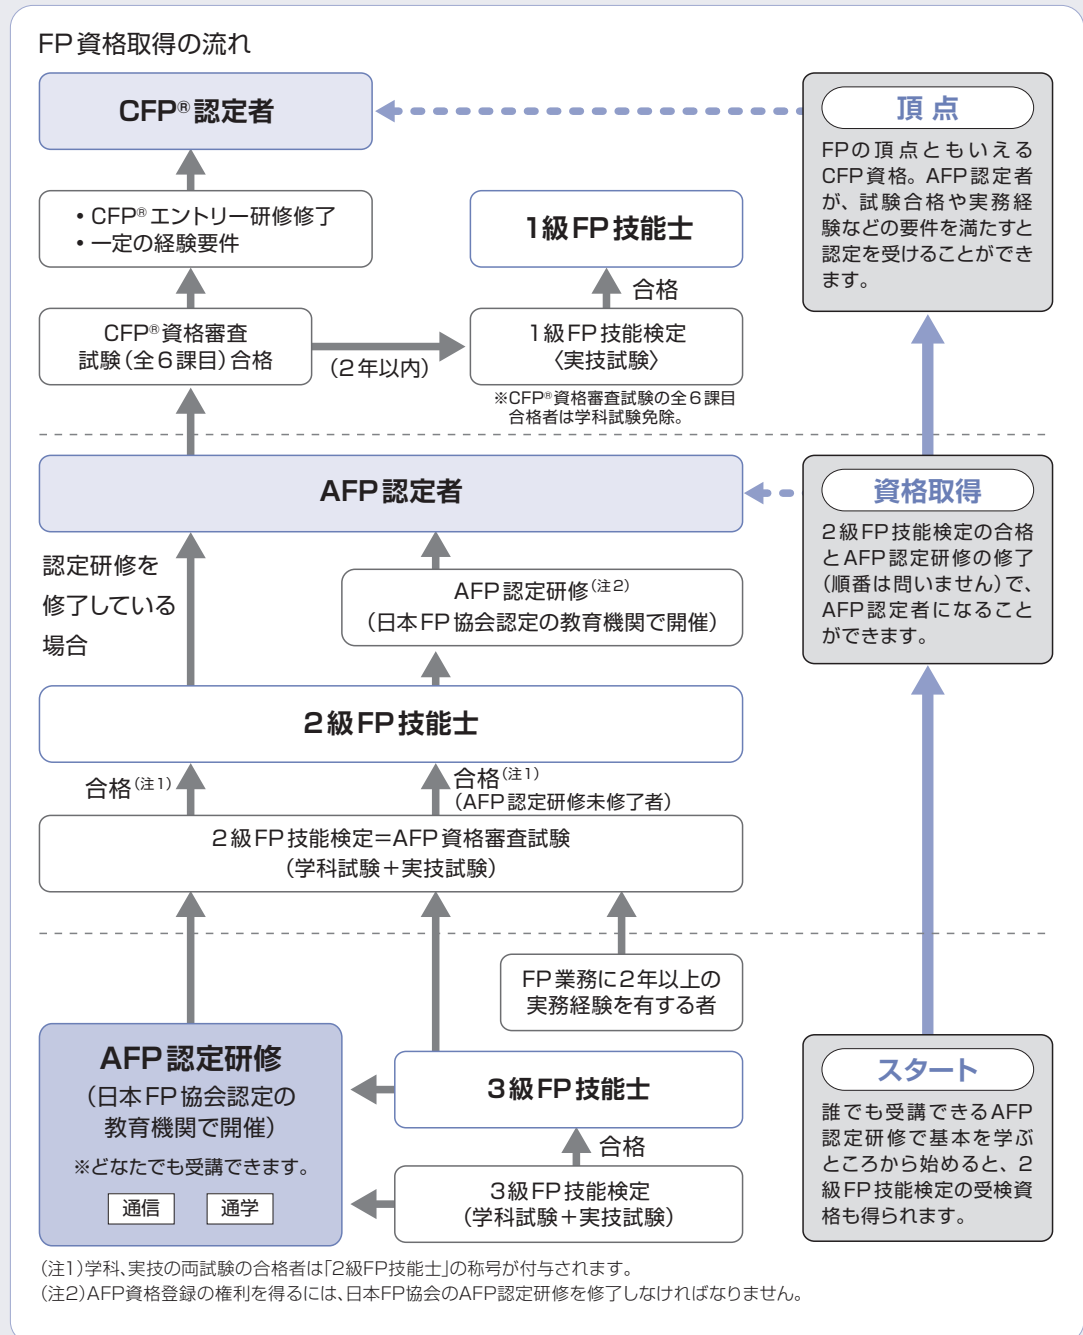 FP資格取得の流れ
CFP®認定者
頂点
FPの頂点ともいえる
CFP資格。AFP認定者
が、試験合格や実務経
験などの要件を満たすと
認定を受けることができ
ます。
・CFP®エントリー研修修了
・一定の経験要件
1級FP技能士
合格
CFP®資格審査
試験(全6課目)合格
(2年以内)
1級FP技能検定
〈実技試験〉
※CFP®資格審査試験の全6課目
合格者は学科試験免除。
AFP認定者
資格取得
2級FP技能検定の合格
とAFP認定研修の修了
(順番は問いません)で、
AFP認定者になること
ができます。
認定研修を
修了している
場合
AFP認定研修(注2)
(日本FP協会認定の教育機関で開催)
2級FP技能士
合格(注1)
合格(注1)
(AFP認定研修未修了者)
2級FP技能検定=AFP資格審査試験
(学科試験+実技試験)
FP業務に2年以上の
実務経験を有する者
AFP認定研修
(日本FP協会認定の
教育機関で開催)
※どなたでも受講できます。
通信 通学
3級FP技能士
合格
3級FP技能検定
(学科試験+実技試験)
スタート
誰でも受講できるAFP
認定研修で基本を学ぶ
ところから始めると、2
級FP技能検定の受検資
格も得られます。
(注1)学科、実技の両試験の合格者は「2級FP技能士」の称号が付与されます。
(注2)AFP資格登録の権利を得るには、日本FP協会のAFP認定研修を修了しなければなりません。